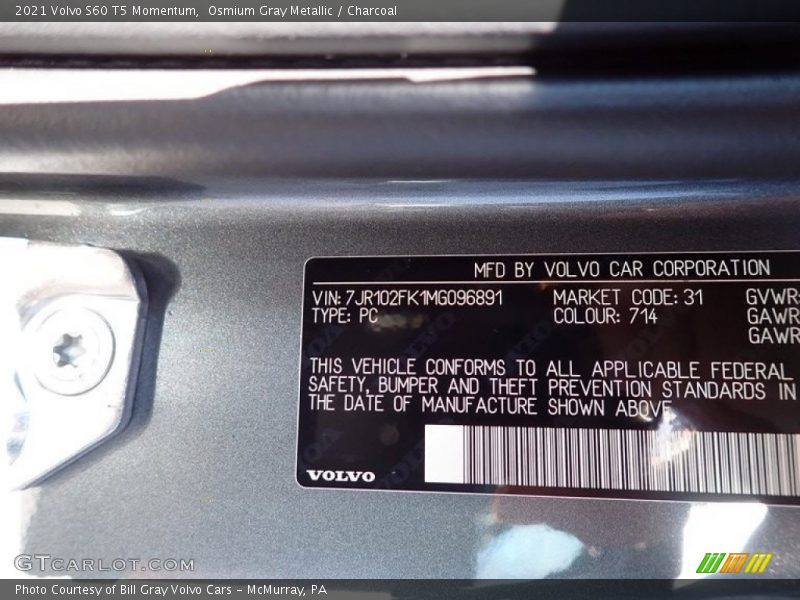 2021 Volvo S60 T5 Momentum,  Osmium Gray Metallic / Charcoal
MFD BY VOLVO CAR CORPORATION
VIN: 7JR102FK1MG096891 MARKET CODE: 31 GVWR:
TYPE: PC COLOUR: 714 GAWR
GAWR
THIS VEHICLE CONFORMS TO ALL APPLICABLE FEDERAL
SAFETY, BUMPER AND THEFT PREVENTION STANDARDS IN
THE DATE OF MANUFACTURE SHOWN ABOVE.
VOLVO
GTCARLOT.COM
Photo Courtesy of Bill Gray Volvo Cars - McMurray, PA